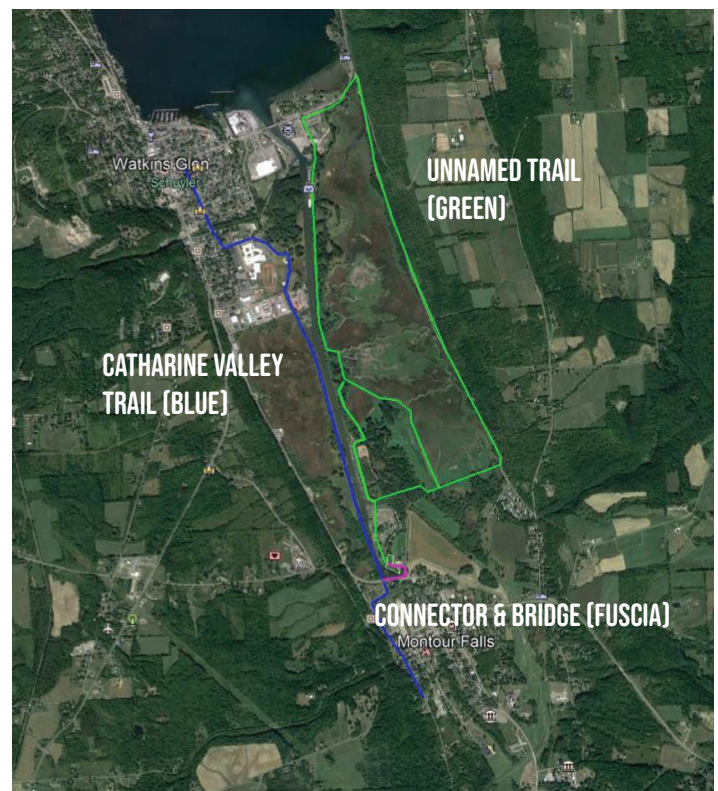 Watkins Glen
Schuyler
UNNAMED TRAIL
(GREEN)
CATHARINE VALLEY
TRAIL (BLUE)
CONNECTOR & BRIDGE (FUSCIA)
Montour Falls